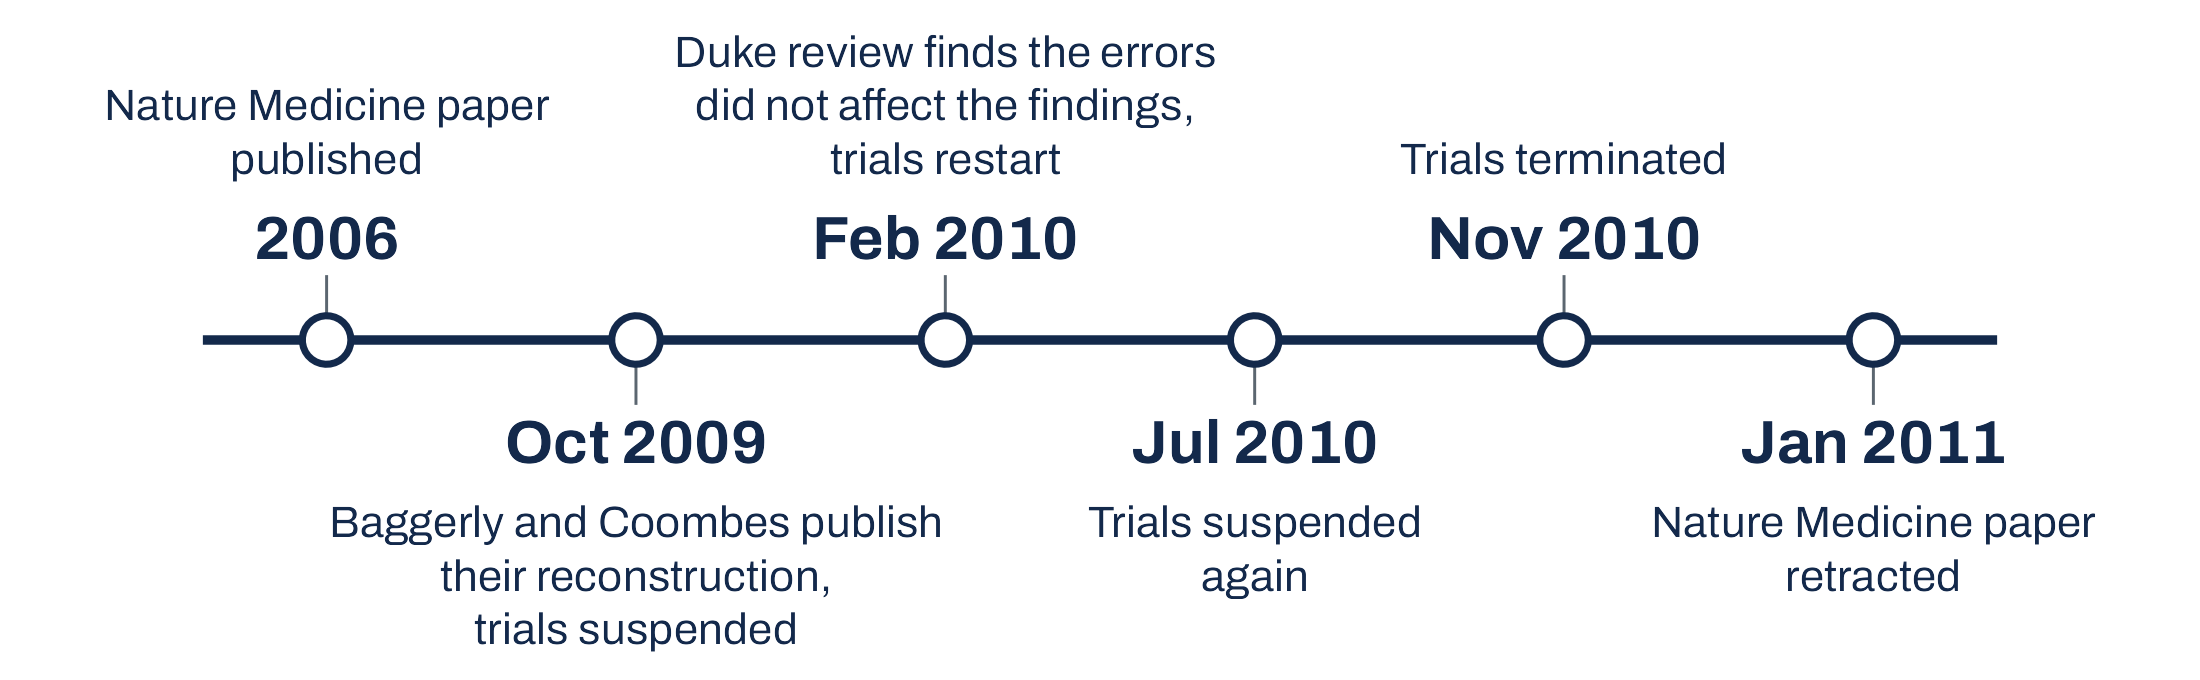 Nature Medicine paper
published
2006
Oct 2009
Baggerly and Coombes publish
their reconstruction,
trials suspended
Duke review finds the errors
did not affect the findings,
trials restart
Feb 2010
Jul 2010
Trials suspended
again
Trials terminated
Nov 2010
Jan 2011
Nature Medicine paper
retracted